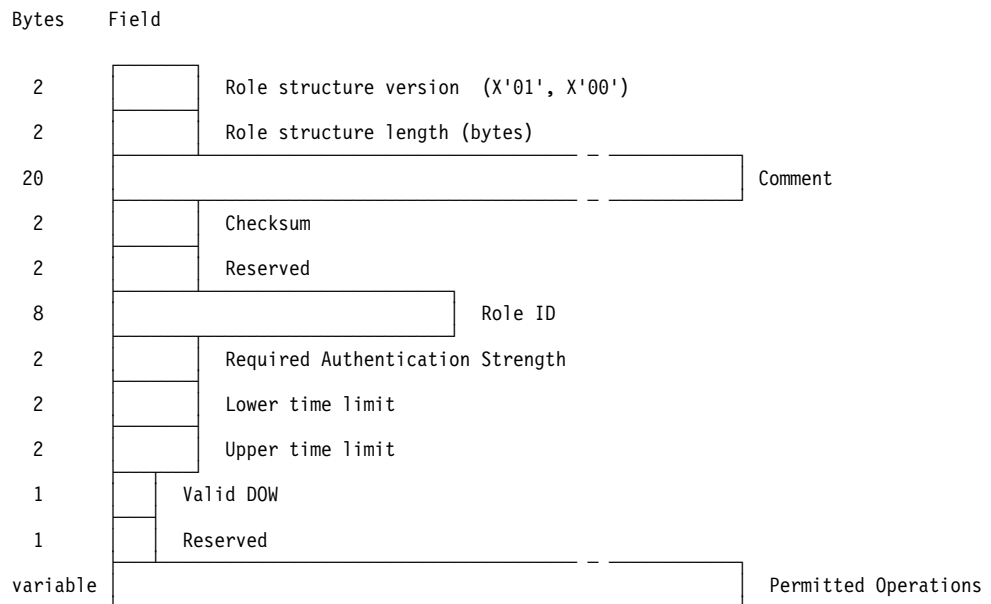 Bytes Field
2 Role structure version (X'01', X'00')
2 Role structure length (bytes)
20 Comment
2 Checksum
2 Reserved
8 Role ID
2 Required Authentication Strength
2 Lower time limit
2 Upper time limit
1 Valid DOW
1 Reserved
variable Permitted Operations